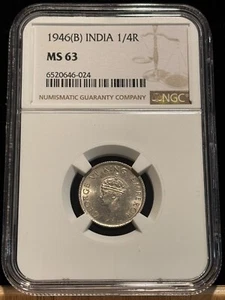 1946(B) INDIA 1/4R
MS 63
6520646-024
NUMISMATIC GUARANTY COMPANY
NGC